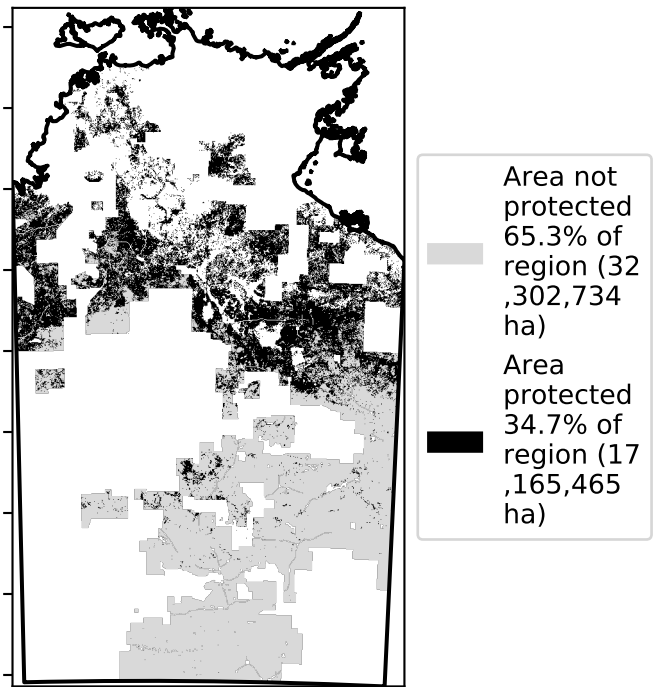 Area not
protected
65.3% of
region (32
,302,734
ha)
Area
protected
34.7% of
region (17
,165,465
ha)